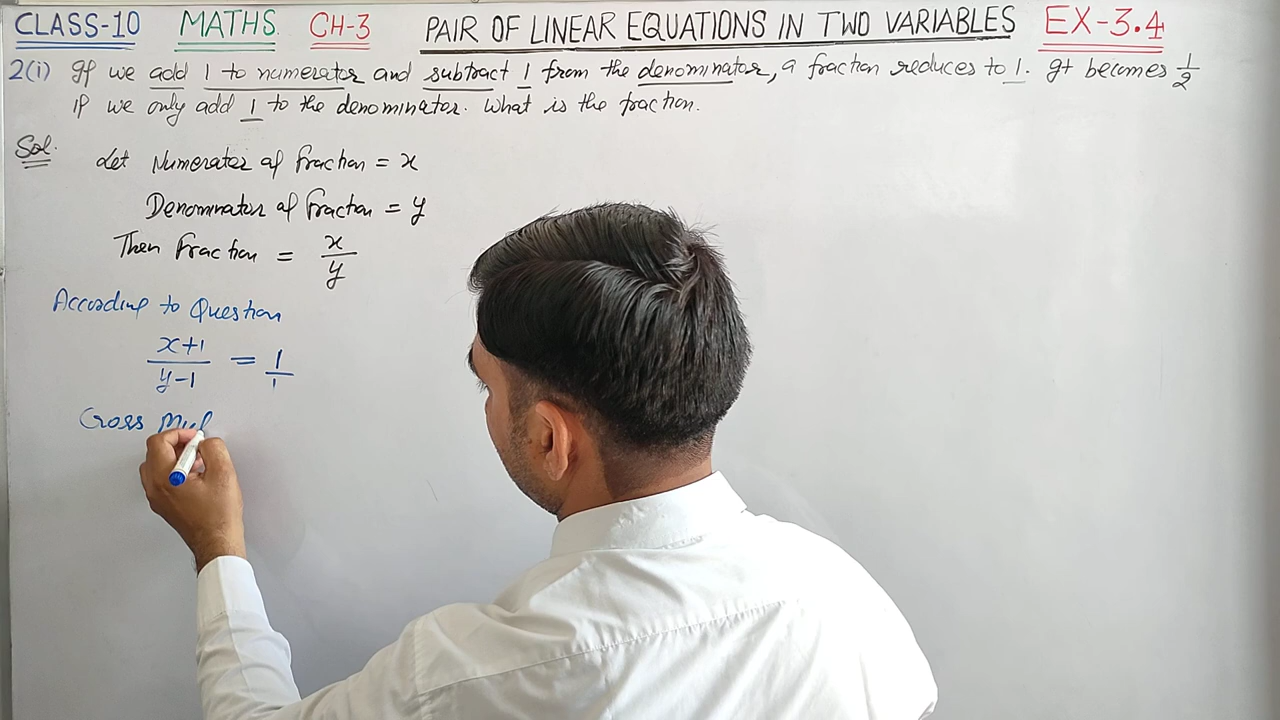 CLASS-10 MATHS CH-3 PAIR OF LINEAR EQUATIONS IN TWO VARIABLES EX-3.4
2(i) If we add 1 to numerator and subtract 1 from the denominator, a fraction reduces to 1. It becomes 1/2
if we only add 1 to the denominator. What is the fraction.
Sol. Let Numerator of fraction = x
Denominator of fraction = y
Then fraction = x/y
According to Question
x+1/y-1 = 1/1
Cross Mul